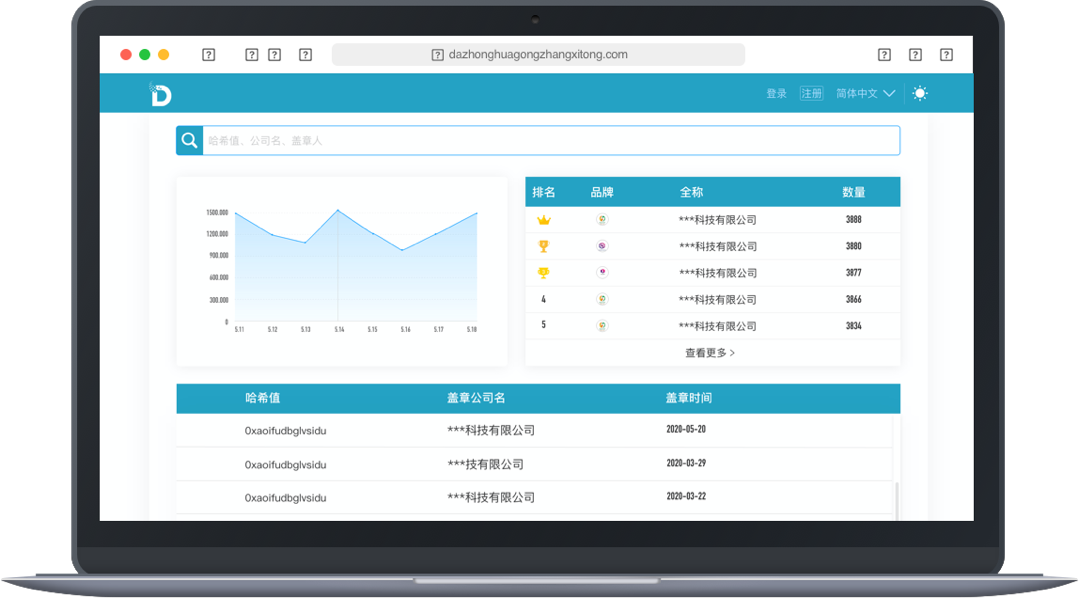 dazhonghuagongzhangxitong.com
登录 注册 简体中文
哈希值、公司名、盖章人
1500.000
1200.000
900.000
600.000
300.000
0
5.11 5.12 5.13 5.14 5.15 5.16 5.17 5.18
排名 品牌 全称 数量
***科技有限公司 3888
***科技有限公司 3880
***科技有限公司 3877
4 ***科技有限公司 3866
5 ***科技有限公司 3834
查看更多 >
哈希值 盖章公司名 盖章时间
0xaoifudbglvsidu ***科技有限公司 2020-05-20
0xaoifudbglvsidu ***技有限公司 2020-03-29
0xaoifudbglvsidu ***科技有限公司 2020-03-22